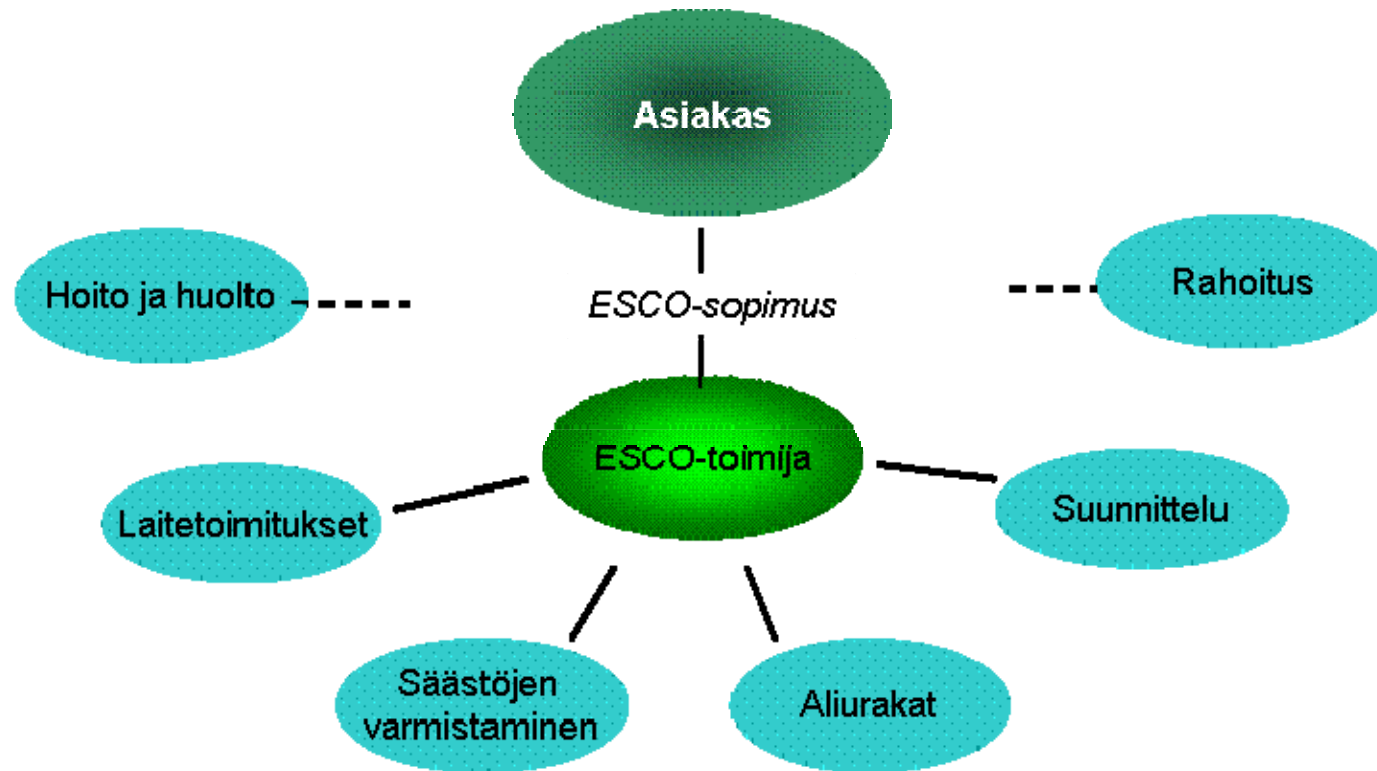 Asiakas
Hoito ja huolto
Rahoitus
ESCO-sopimus
ESCO-toimija
Laitetoimitukset
Suunnittelu
Säästöjen
varmistaminen
Aliurakat